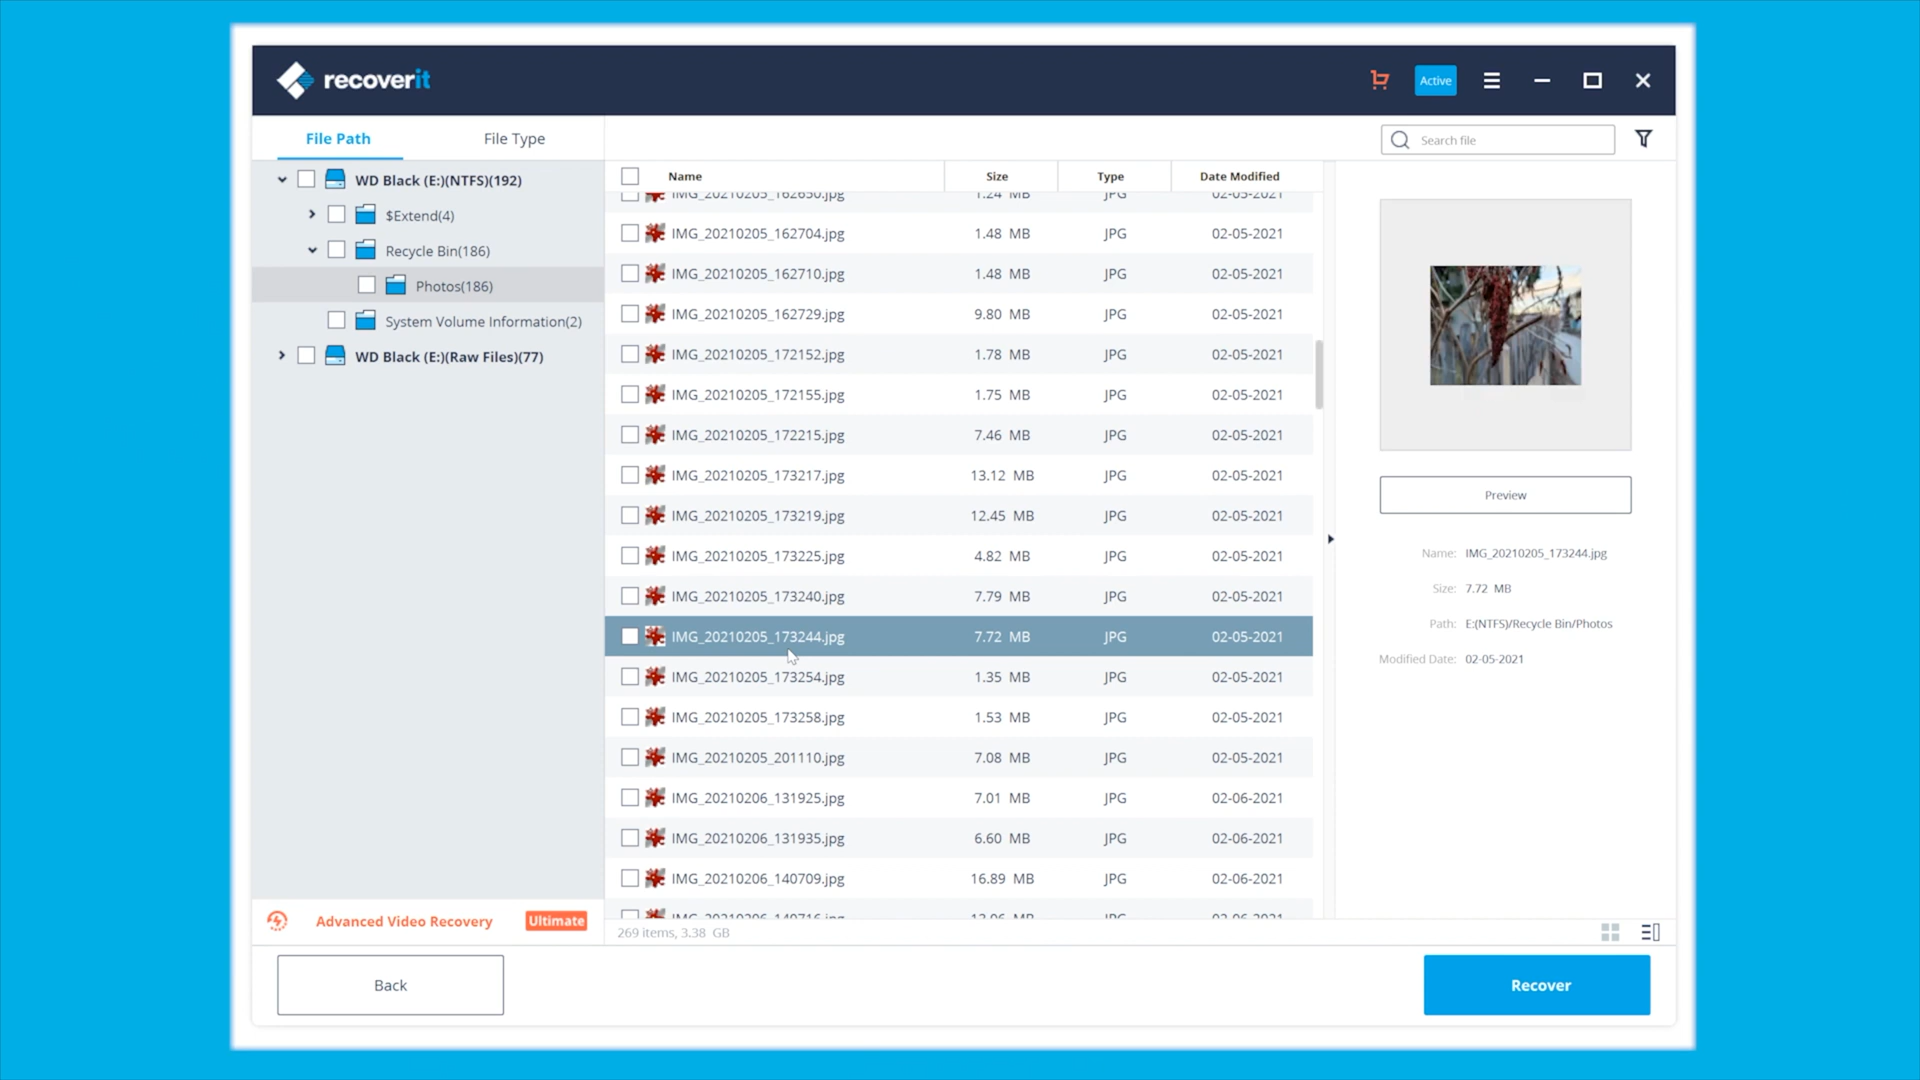 recoverit
Active
File Path
File Type
Search file
WD Black (E:)(NTFS)(192)
$Extend(4)
Recycle Bin(186)
Photos(186)
System Volume Information(2)
WD Black (E:)(Raw Files)(77)
Name Size Type Date Modified
IMG_20210205_162650.jpg 1.24 MB JPG 02-05-2021
IMG_20210205_162704.jpg 1.48 MB JPG 02-05-2021
IMG_20210205_162710.jpg 1.48 MB JPG 02-05-2021
IMG_20210205_162729.jpg 9.80 MB JPG 02-05-2021
IMG_20210205_172152.jpg 1.78 MB JPG 02-05-2021
IMG_20210205_172155.jpg 1.75 MB JPG 02-05-2021
IMG_20210205_172215.jpg 7.46 MB JPG 02-05-2021
IMG_20210205_173217.jpg 13.12 MB JPG 02-05-2021
IMG_20210205_173219.jpg 12.45 MB JPG 02-05-2021
IMG_20210205_173225.jpg 4.82 MB JPG 02-05-2021
IMG_20210205_173240.jpg 7.79 MB JPG 02-05-2021
IMG_20210205_173244.jpg 7.72 MB JPG 02-05-2021
IMG_20210205_173254.jpg 1.35 MB JPG 02-05-2021
IMG_20210205_173258.jpg 1.53 MB JPG 02-05-2021
IMG_20210205_201110.jpg 7.08 MB JPG 02-05-2021
IMG_20210206_131925.jpg 7.01 MB JPG 02-06-2021
IMG_20210206_131935.jpg 6.60 MB JPG 02-06-2021
IMG_20210206_140709.jpg 16.89 MB JPG 02-06-2021
Preview
Name: IMG_20210205_173244.jpg
Size: 7.72 MB
Path: E:(NTFS)/Recycle Bin/Photos
Modified Date: 02-05-2021
Advanced Video Recovery Ultimate
269 items, 3.38 GB
Back
Recover